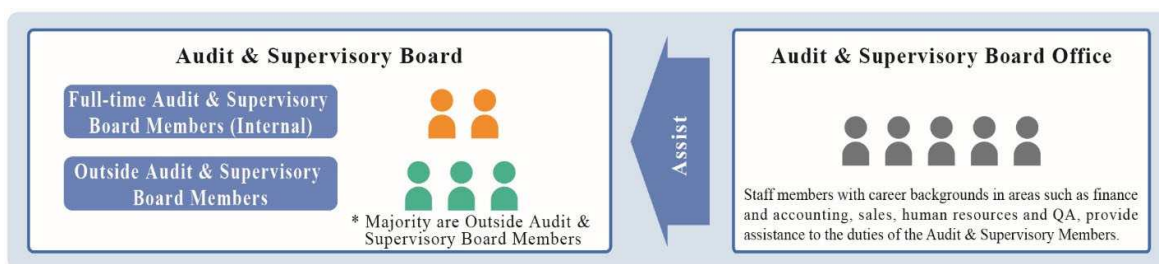 Audit & Supervisory Board
Full-time Audit & Supervisory
Board Members (Internal)
Outside Audit & Supervisory
Board Members
* Majority are Outside Audit &
Supervisory Board Members
Assist
Audit & Supervisory Board Office
Staff members with career backgrounds in areas such as finance
and accounting, sales, human resources and QA, provide
assistance to the duties of the Audit & Supervisory Members.